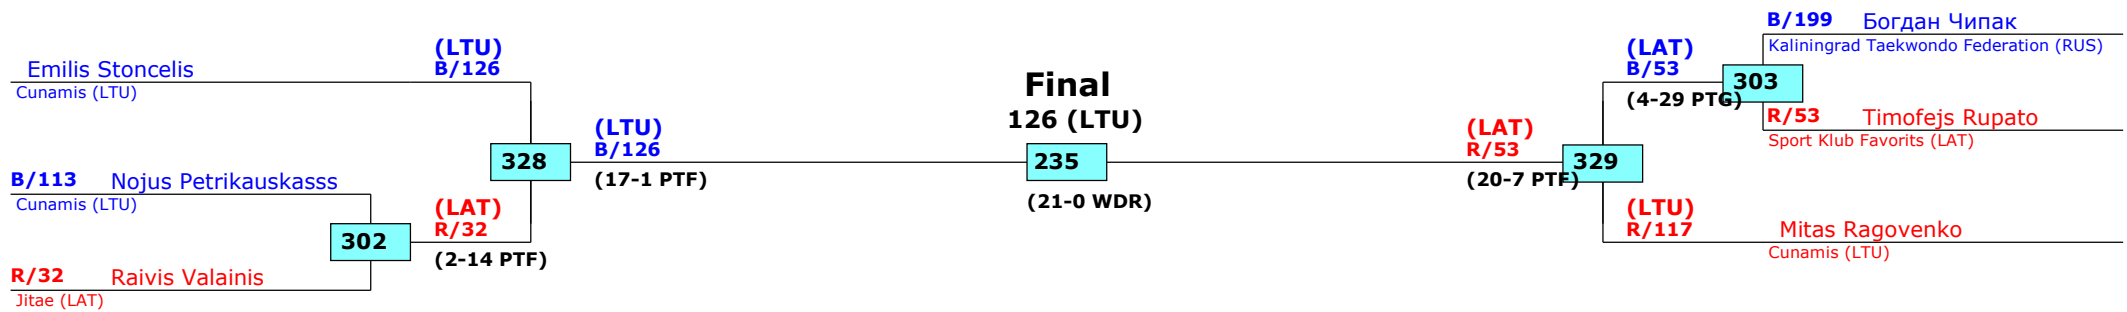 Emilis Stoncelis
Cunamis (LTU)
(LTU)
B/126
B/113 Nojus Petrikauskasss
Cunamis (LTU)
302
R/32 Raivis Valainis
Jitae (LAT)
(LAT)
R/32
(2-14 PTF)
328
(LTU)
B/126
(17-1 PTF)
Final
126 (LTU)
235
(21-0 WDR)
(LAT)
R/53
(20-7 PTF)
329
(LAT)
B/53
(4-29 PTG)
303
B/199 Богдан Чипак
Kaliningrad Taekwondo Federation (RUS)
R/53 Timofejs Rupato
Sport Klub Favorits (LAT)
(LTU)
R/117
Mitas Ragovenko
Cunamis (LTU)